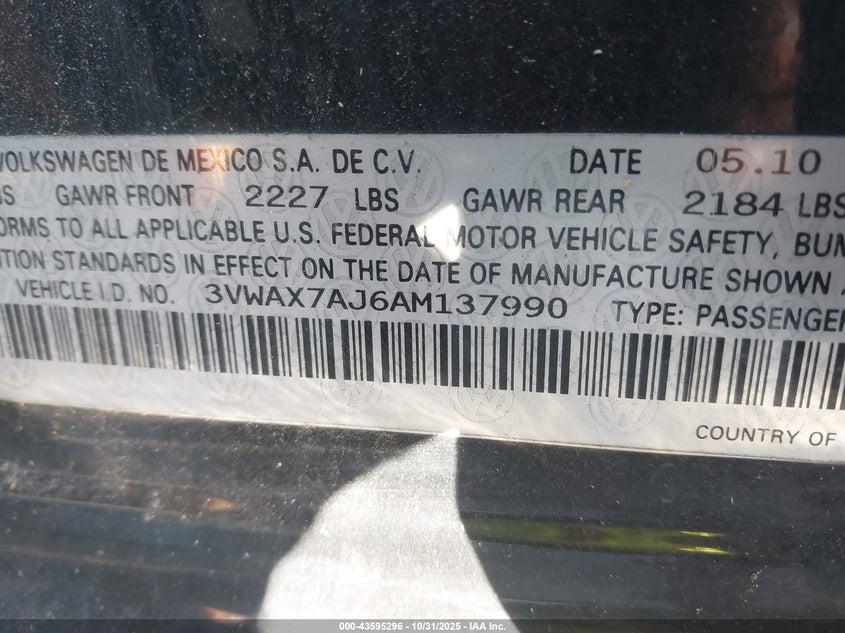 VOLKSWAGEN DE MEXICO S.A. DE C.V. DATE 05.10
BS GAWR FRONT 2227 LBS GAWR REAR 2184 LBS
ORMS TO ALL APPLICABLE U.S. FEDERAL MOTOR VEHICLE SAFETY, BUM
TION STANDARDS IN EFFECT ON THE DATE OF MANUFACTURE SHOWN A
VEHICLE I.D. NO. 3VWAX7AJ6AM137990 TYPE: PASSENGER
COUNTRY OF
000-43595296 - 10/31/2025 - IAA Inc.